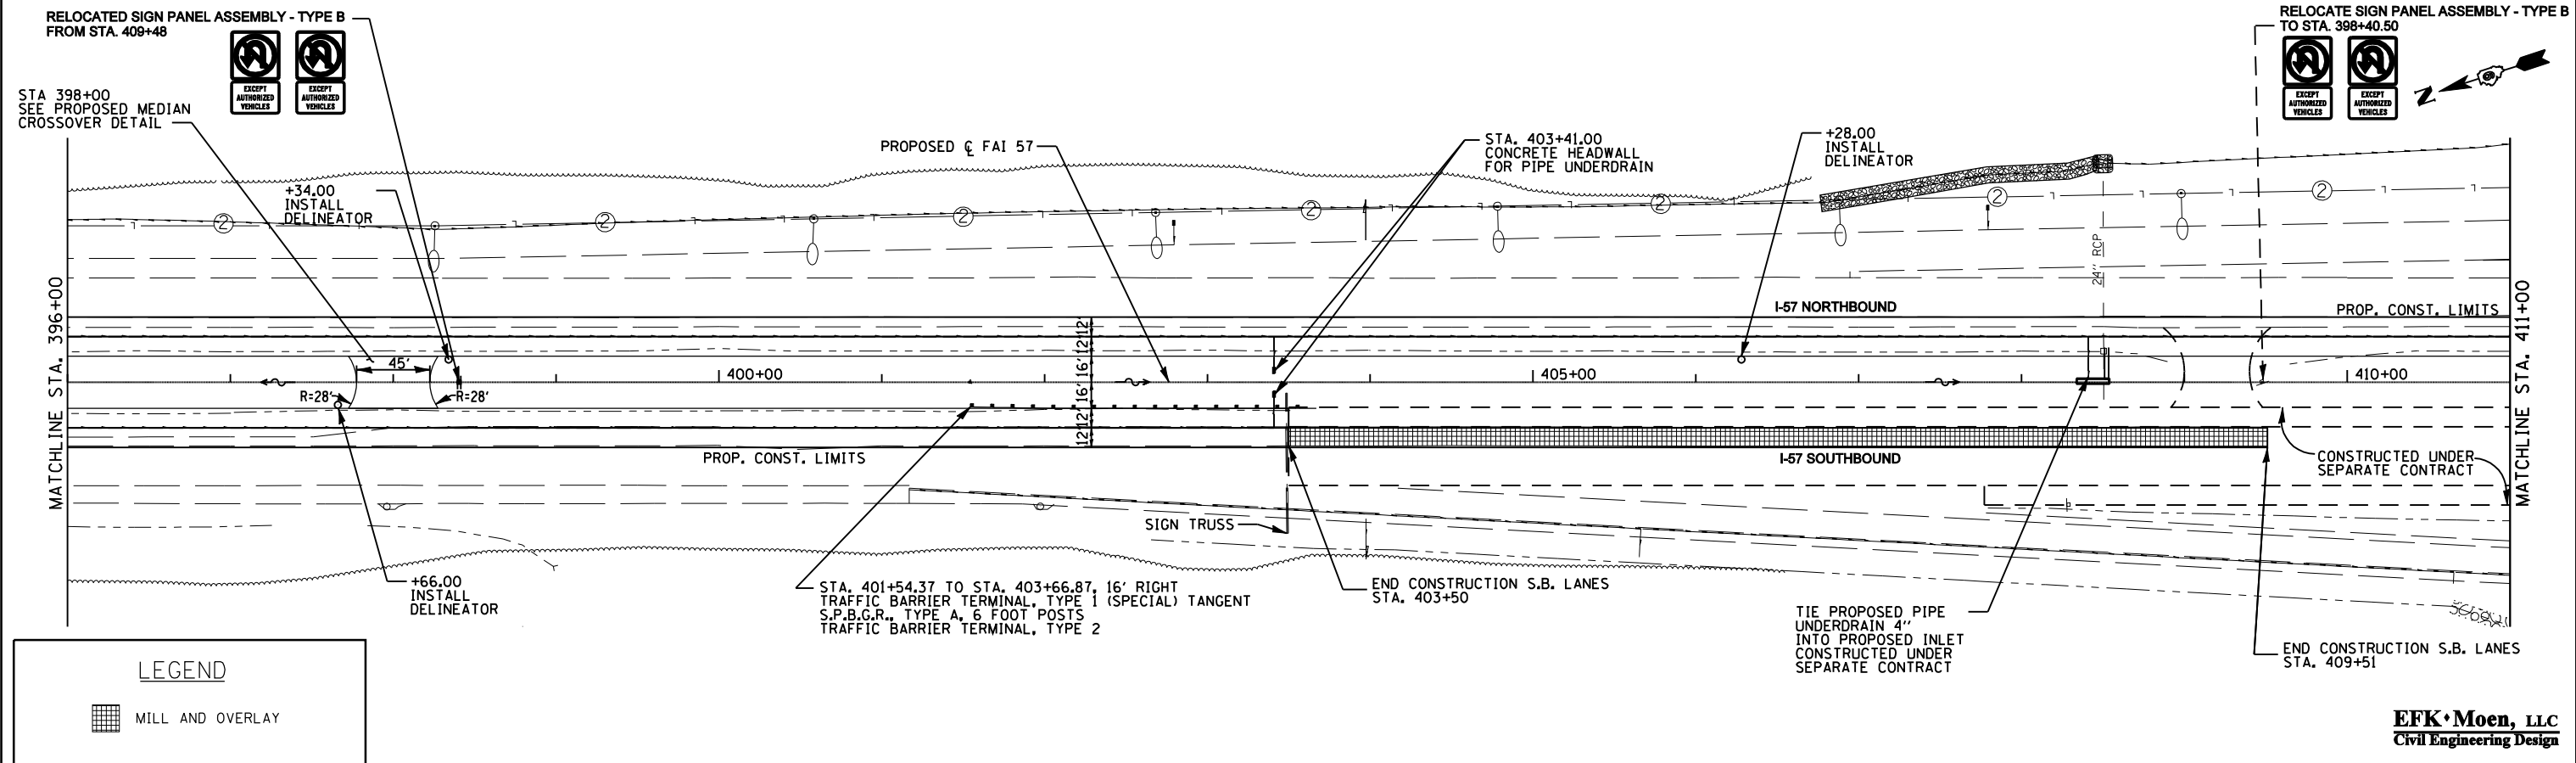 RELOCATED SIGN PANEL ASSEMBLY - TYPE B
FROM STA. 409+48
EXCEPT
AUTHORIZED
VEHICLES
EXCEPT
AUTHORIZED
VEHICLES
STA 398+00
SEE PROPOSED MEDIAN
CROSSOVER DETAIL
RELOCATE SIGN PANEL ASSEMBLY - TYPE B
TO STA. 398+40.50
EXCEPT
AUTHORIZED
VEHICLES
EXCEPT
AUTHORIZED
VEHICLES
N
PROPOSED ℄ FAI 57
STA. 403+41.00
CONCRETE HEADWALL
FOR PIPE UNDERDRAIN
+28.00
INSTALL
DELINEATOR
+34.00
INSTALL
DELINEATOR
2
2
2
2
2
2
2
24" RCP
MATCHLINE STA. 396+00
MATCHLINE STA. 411+00
I-57 NORTHBOUND
PROP. CONST. LIMITS
12'
12'
16'
16'
12'
12'
45'
R=28'
R=28'
400+00
405+00
410+00
PROP. CONST. LIMITS
I-57 SOUTHBOUND
CONSTRUCTED UNDER
SEPARATE CONTRACT
SIGN TRUSS
+66.00
INSTALL
DELINEATOR
STA. 401+54.37 TO STA. 403+66.87, 16' RIGHT
TRAFFIC BARRIER TERMINAL, TYPE 1 (SPECIAL) TANGENT
S.P.B.G.R., TYPE A, 6 FOOT POSTS
TRAFFIC BARRIER TERMINAL, TYPE 2
END CONSTRUCTION S.B. LANES
STA. 403+50
TIE PROPOSED PIPE
UNDERDRAIN 4''
INTO PROPOSED INLET
CONSTRUCTED UNDER
SEPARATE CONTRACT
END CONSTRUCTION S.B. LANES
STA. 409+51
LEGEND
MILL AND OVERLAY
EFK•Moen, LLC
Civil Engineering Design